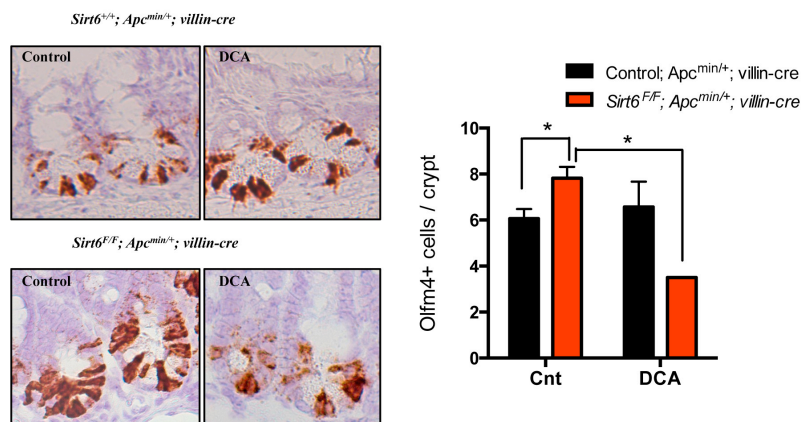 Sirt6+/+; Apcmin/+; villin-cre
Control
DCA
Sirt6F/F; Apcmin/+; villin-cre
Control
DCA
Control; Apcmin/+; villin-cre
Sirt6F/F; Apcmin/+; villin-cre
* *
Olfm4+ cells / crypt
10
8
6
4
2
0
Cnt DCA